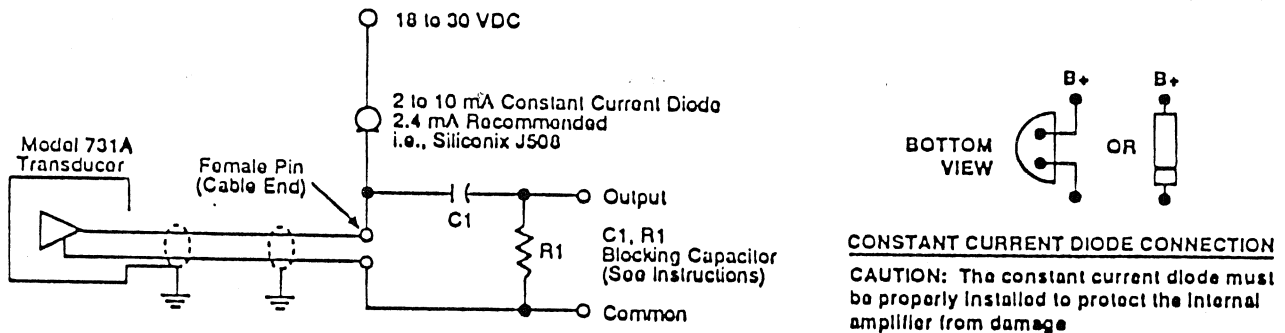 18 to 30 VDC
2 to 10 mA Constant Current Diode
2.4 mA Recommended
i.e., Siliconix J508
Model 731A
Transducer
Female Pin
(Cable End)
C1
Output
R1
C1, R1
Blocking Capacitor
(See Instructions)
Common
B+
B+
BOTTOM
VIEW
OR
CONSTANT CURRENT DIODE CONNECTION
CAUTION: The constant current diode must
be properly installed to protect the internal
amplifier from damage